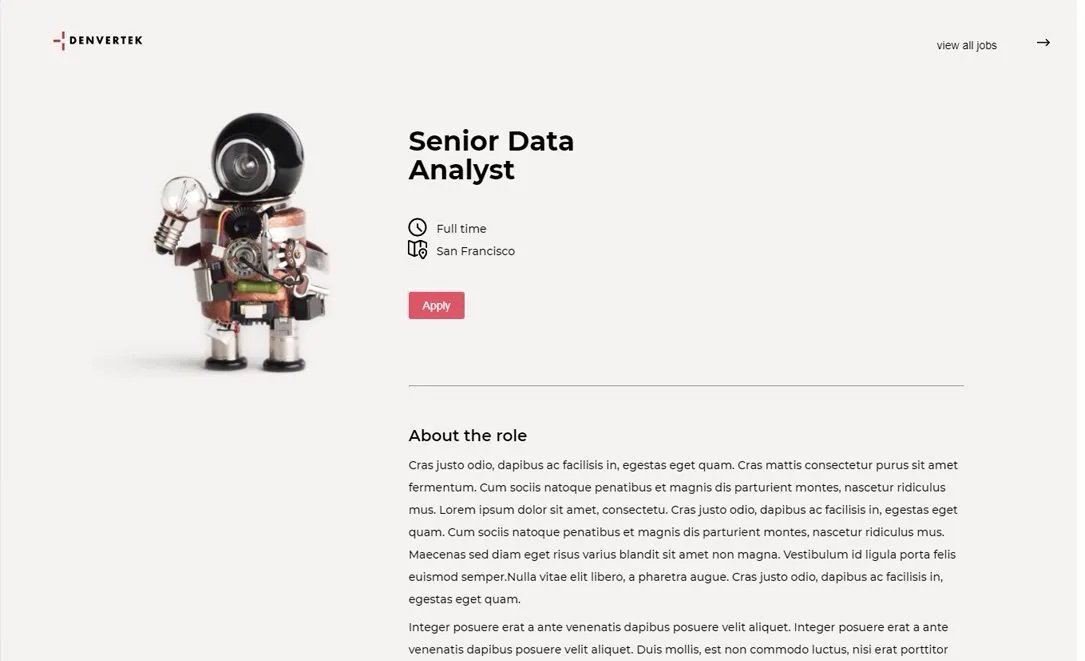 DENVERTEK
view all jobs
Senior Data
Analyst
Full time
San Francisco
Apply
About the role
Cras justo odio, dapibus ac facilisis in, egestas eget quam. Cras mattis consectetur purus sit amet
fermentum. Cum sociis natoque penatibus et magnis dis parturient montes, nascetur ridiculus
mus. Lorem ipsum dolor sit amet, consectetu. Cras justo odio, dapibus ac facilisis in, egestas eget
quam. Cum sociis natoque penatibus et magnis dis parturient montes, nascetur ridiculus mus.
Maecenas sed diam eget risus varius blandit sit amet non magna. Vestibulum id ligula porta felis
euismod semper.Nulla vitae elit libero, a pharetra augue. Cras justo odio, dapibus ac facilisis in,
egestas eget quam.
Integer posuere erat a ante venenatis dapibus posuere velit aliquet. Integer posuere erat a ante
venenatis dapibus posuere velit aliquet. Duis mollis, est non commodo luctus, nisi erat porttitor